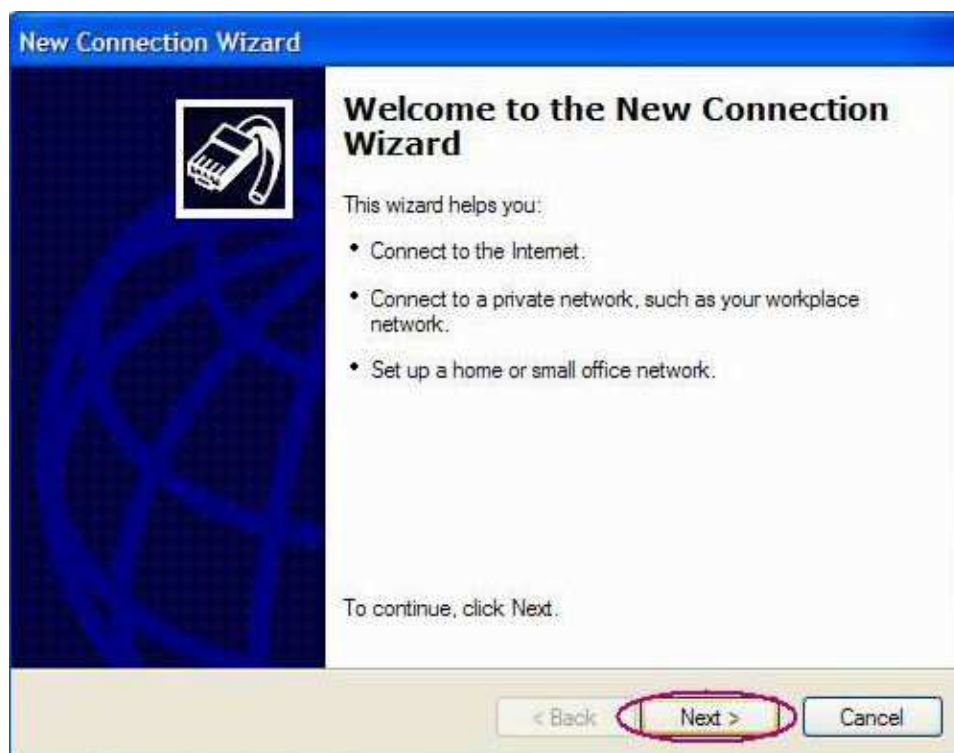 New Connection Wizard
Welcome to the New Connection
Wizard
This wizard helps you:
• Connect to the Internet.
• Connect to a private network, such as your workplace
network.
• Set up a home or small office network.
To continue, click Next.
< Back
Next >
Cancel